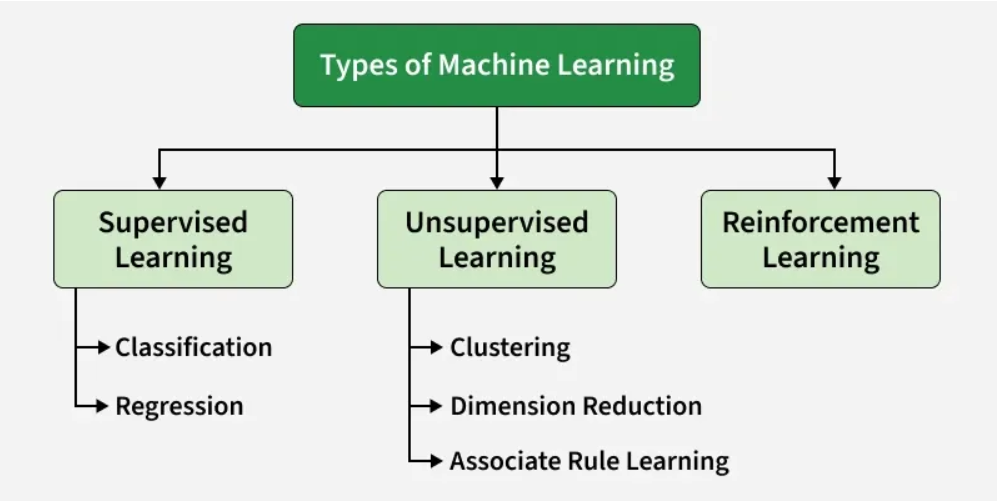 Types of Machine Learning
Supervised
Learning
Unsupervised
Learning
Reinforcement
Learning
Classification
Regression
Clustering
Dimension Reduction
Associate Rule Learning